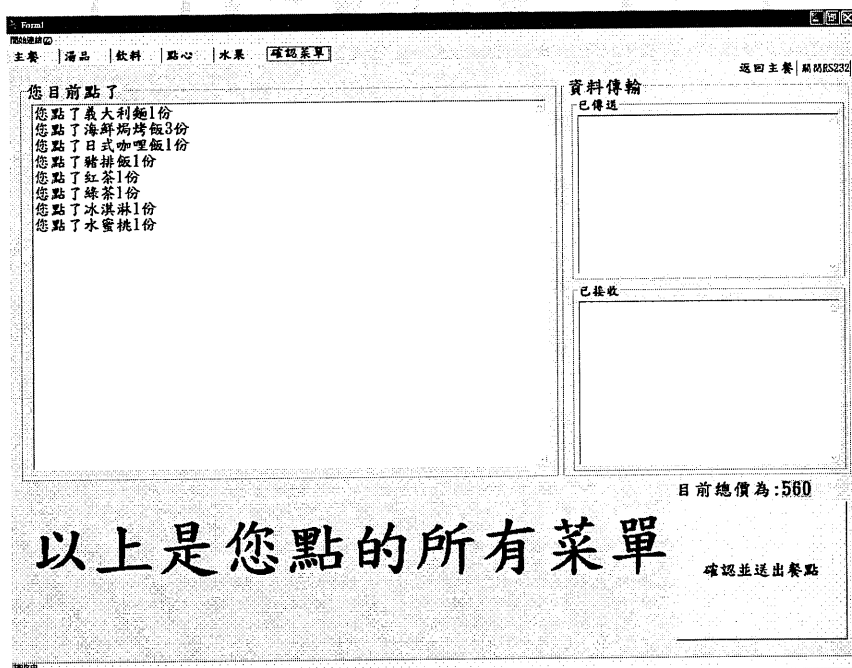 Form1
開始連線(Z)
主餐 湯品 飲料 點心 水果 確認菜單
返回主餐 關閉RS232
您目前點了
您點了義大利麵1份
您點了海鮮焗烤飯3份
您點了日式咖哩飯1份
您點了豬排飯1份
您點了紅茶1份
您點了綠茶1份
您點了冰淇淋1份
您點了水蜜桃1份
資料傳輸
已傳送
已接收
目前總價為:560
以上是您點的所有菜單
確認並送出餐點